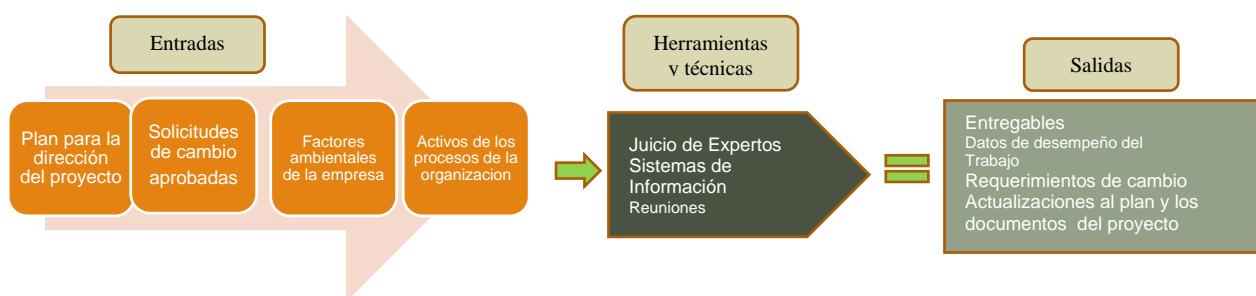 Entradas
Plan para la
dirección
del proyecto
Solicitudes
de cambio
aprobadas
Factores
ambientales
de la empresa
Activos de los
procesos de la
organizacion
Herramientas
y técnicas
Juicio de Expertos
Sistemas de
Información
Reuniones
Salidas
Entregables
Datos de desempeño del
Trabajo
Requerimientos de cambio
Actualizaciones al plan y los
documentos del proyecto